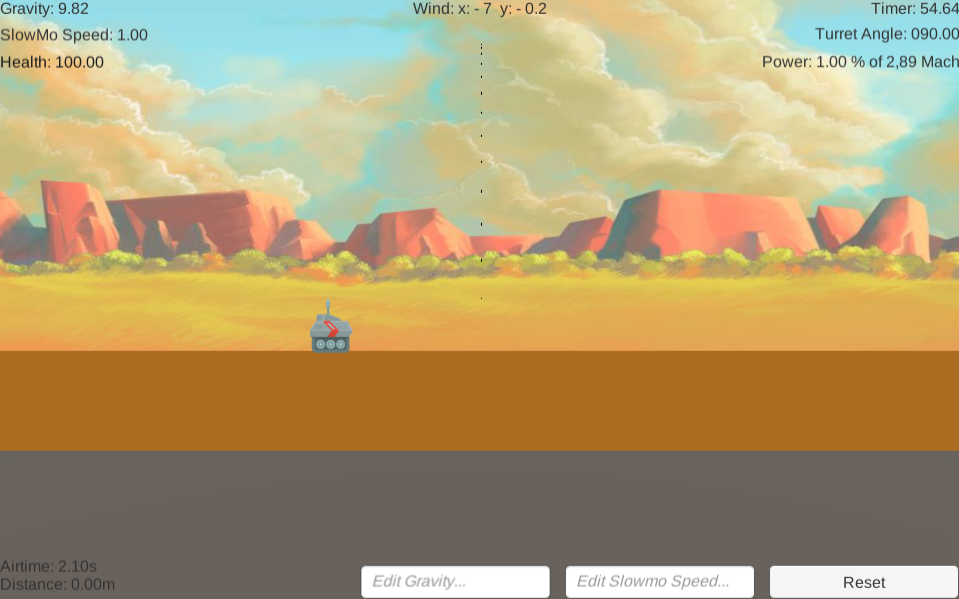 Gravity: 9.82
Wind: x: - 7  y: - 0.2
Timer: 54.64
SlowMo Speed: 1.00
Turret Angle: 090.00
Health: 100.00
Power: 1.00 % of 2,89 Mach
Airtime: 2.10s
Distance: 0.00m
Edit Gravity...
Edit Slowmo Speed...
Reset